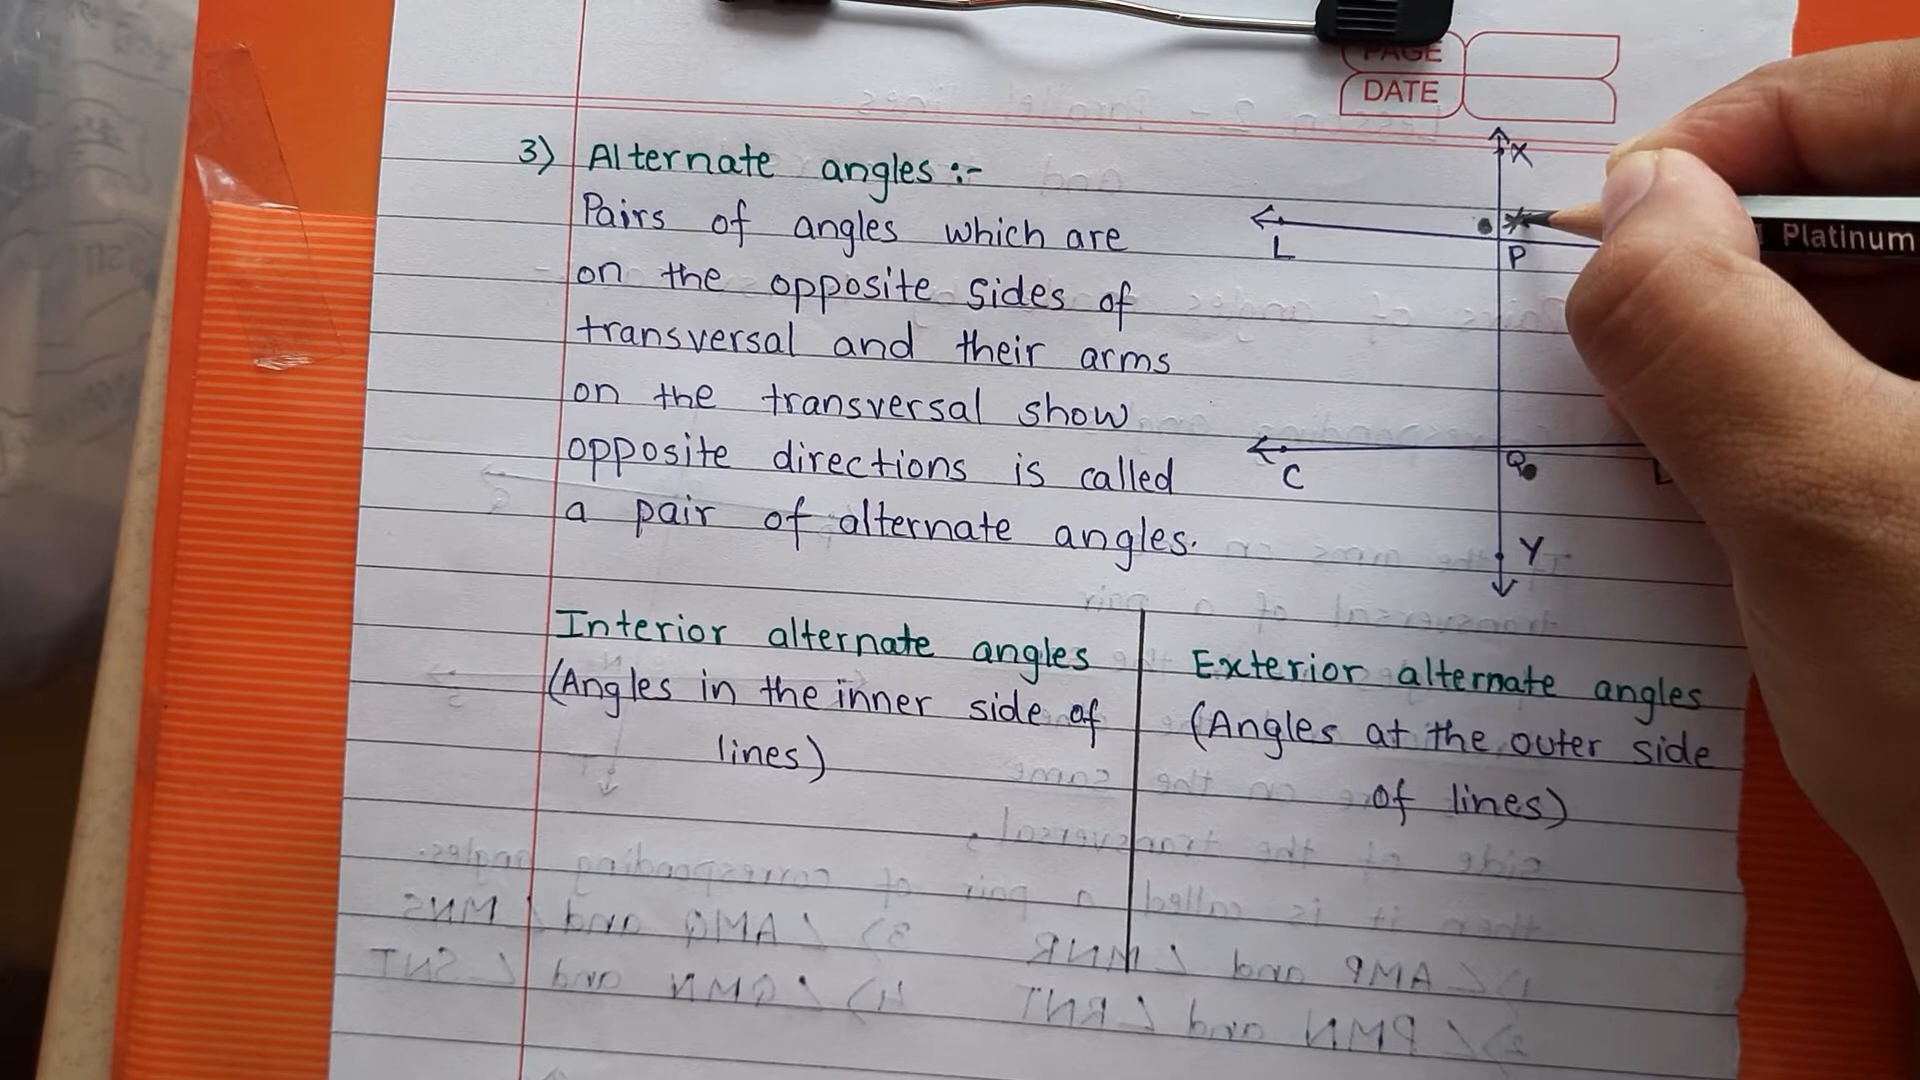 PAGE
DATE
3) Alternate angles :-
Pairs of angles which are
on the opposite sides of
transversal and their arms
on the transversal show
opposite directions is called
a pair of alternate angles.
X
L
P
C
Q
Y
Platinum
Interior alternate angles
(Angles in the inner side of
lines)
Exterior alternate angles
(Angles at the outer side
of lines)